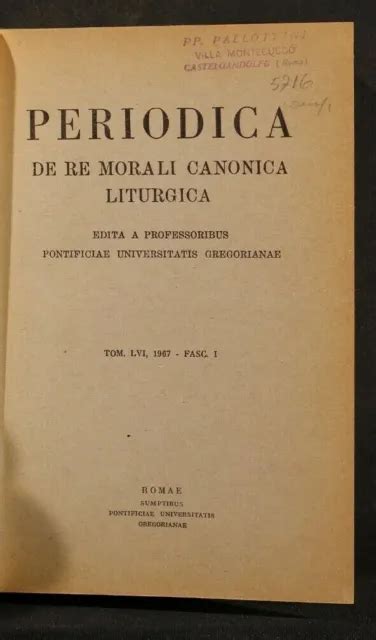 PP. PALLOTTINI
VILLA MONTECUCCO
CASTELGANDOLFO (Roma)
5216
PERIODICA
DE RE MORALI CANONICA
LITURGICA
EDITA A PROFESSORIBUS
PONTIFICIAE UNIVERSITATIS GREGORIANAE
TOM. LVI, 1967 - FASC. I
ROMAE
SUMPTIBUS
PONTIFICIAE UNIVERSITATIS
GREGORIANAE